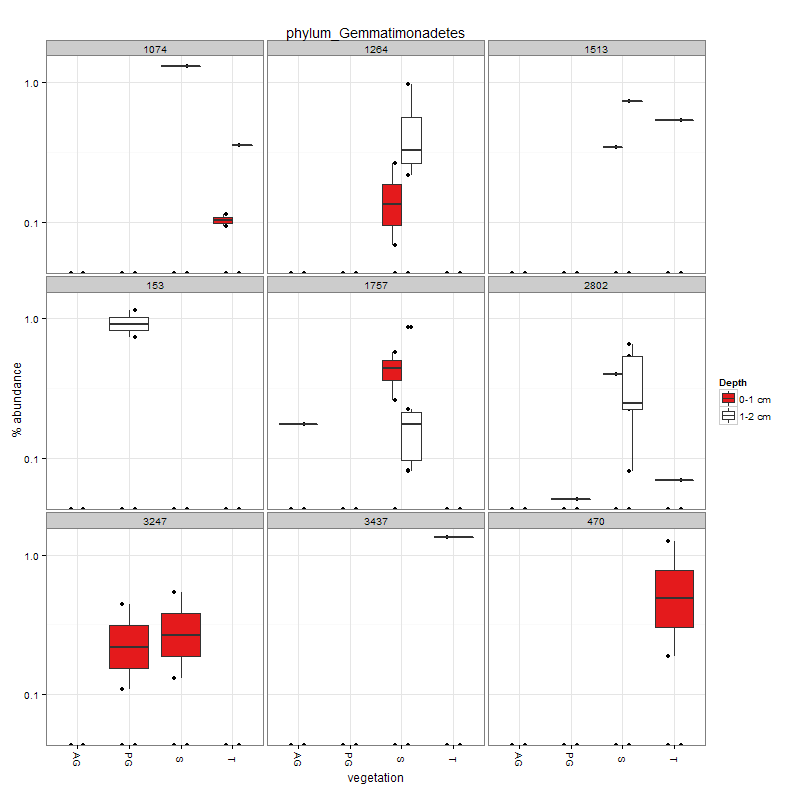 phylum_Gemmatimonadetes
1074 1264 1513
1.0
0.1
153 1757 2802
1.0
0.1
3247 3437 470
1.0
0.1
% abundance
AG PG S T AG PG S T AG PG S T
vegetation
Depth
0-1 cm
1-2 cm